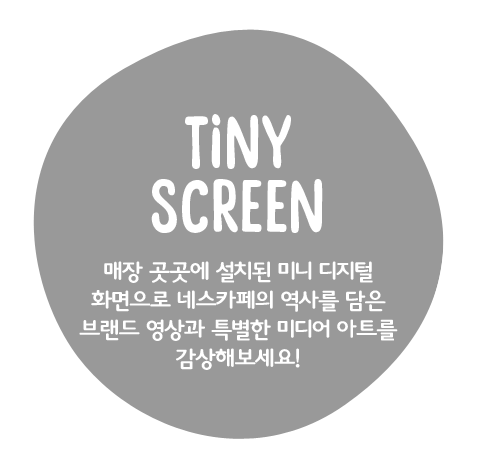 TiNY
SCREEN
매장 곳곳에 설치된 미니 디지털
화면으로 네스카페의 역사를 담은
브랜드 영상과 특별한 미디어 아트를
감상해보세요!